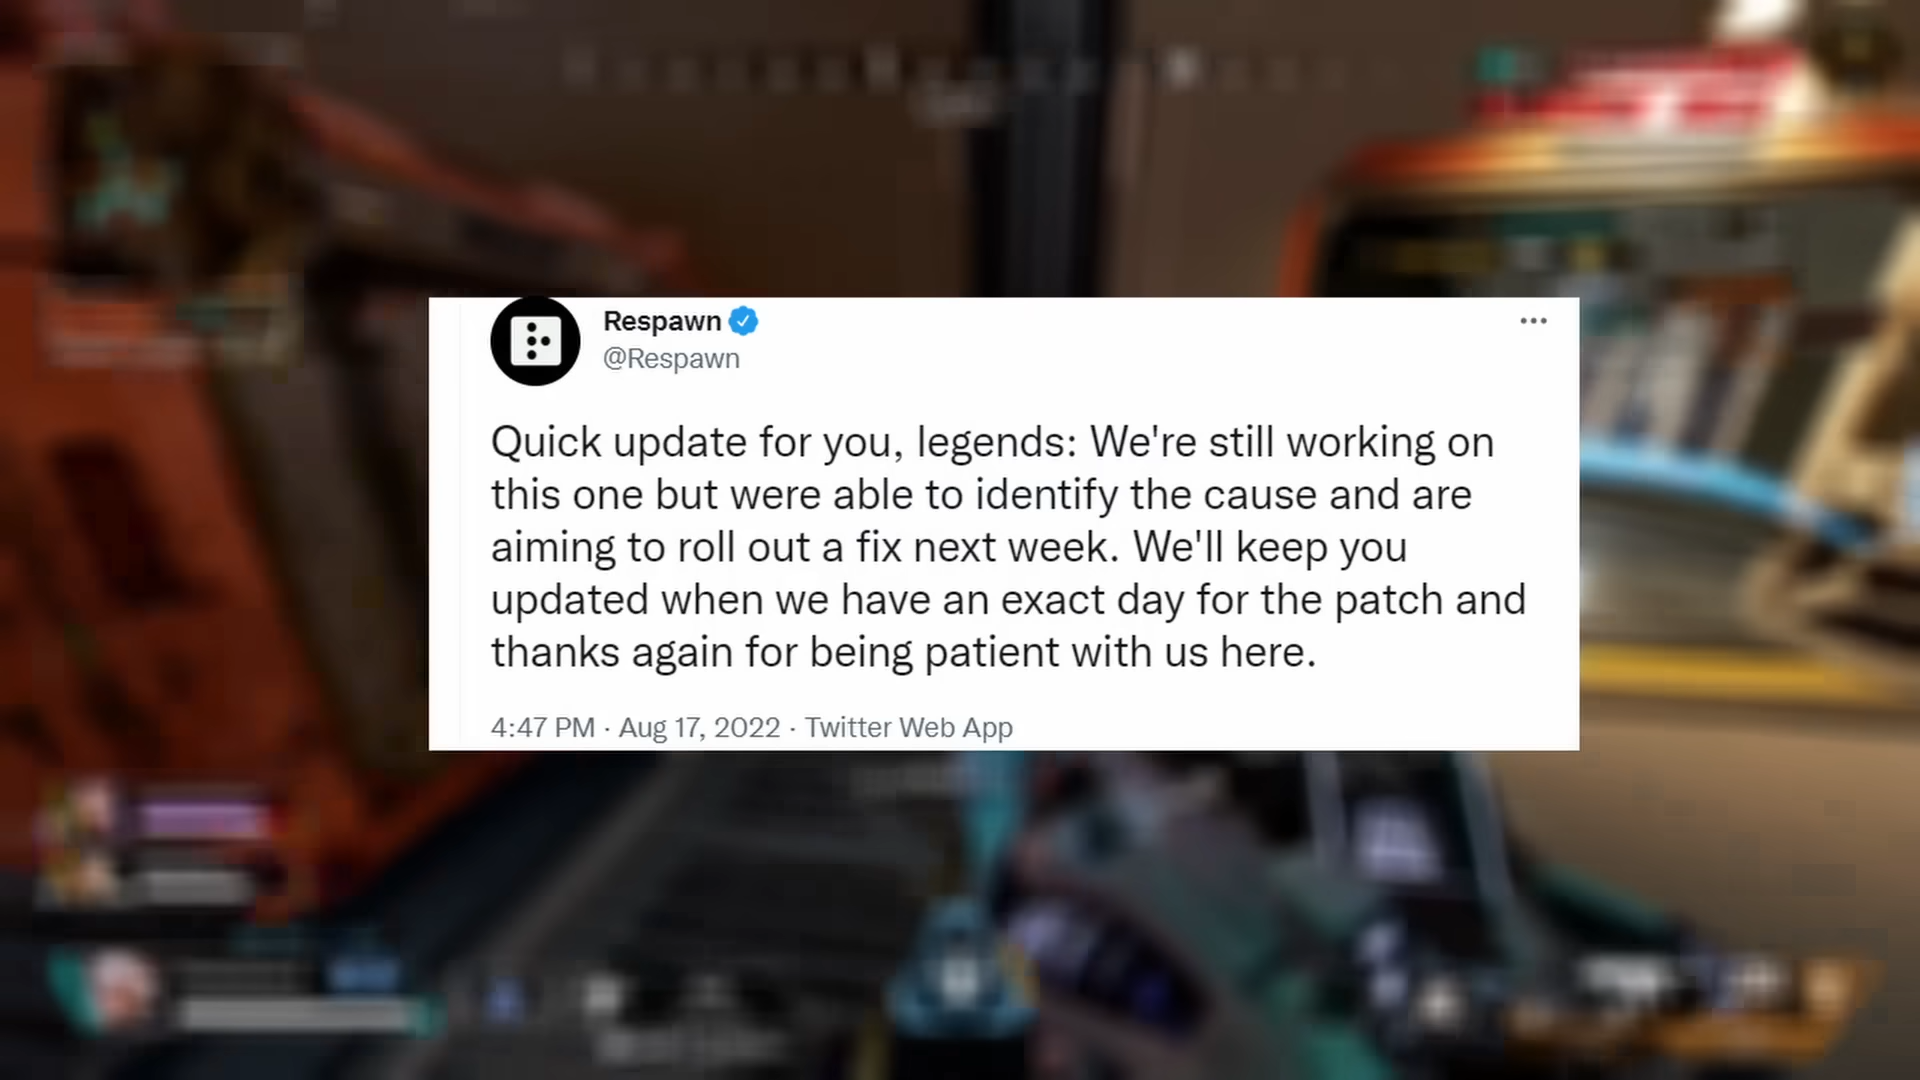 Respawn
@Respawn
Quick update for you, legends: We're still working on
this one but were able to identify the cause and are
aiming to roll out a fix next week. We'll keep you
updated when we have an exact day for the patch and
thanks again for being patient with us here.
4:47 PM · Aug 17, 2022 · Twitter Web App